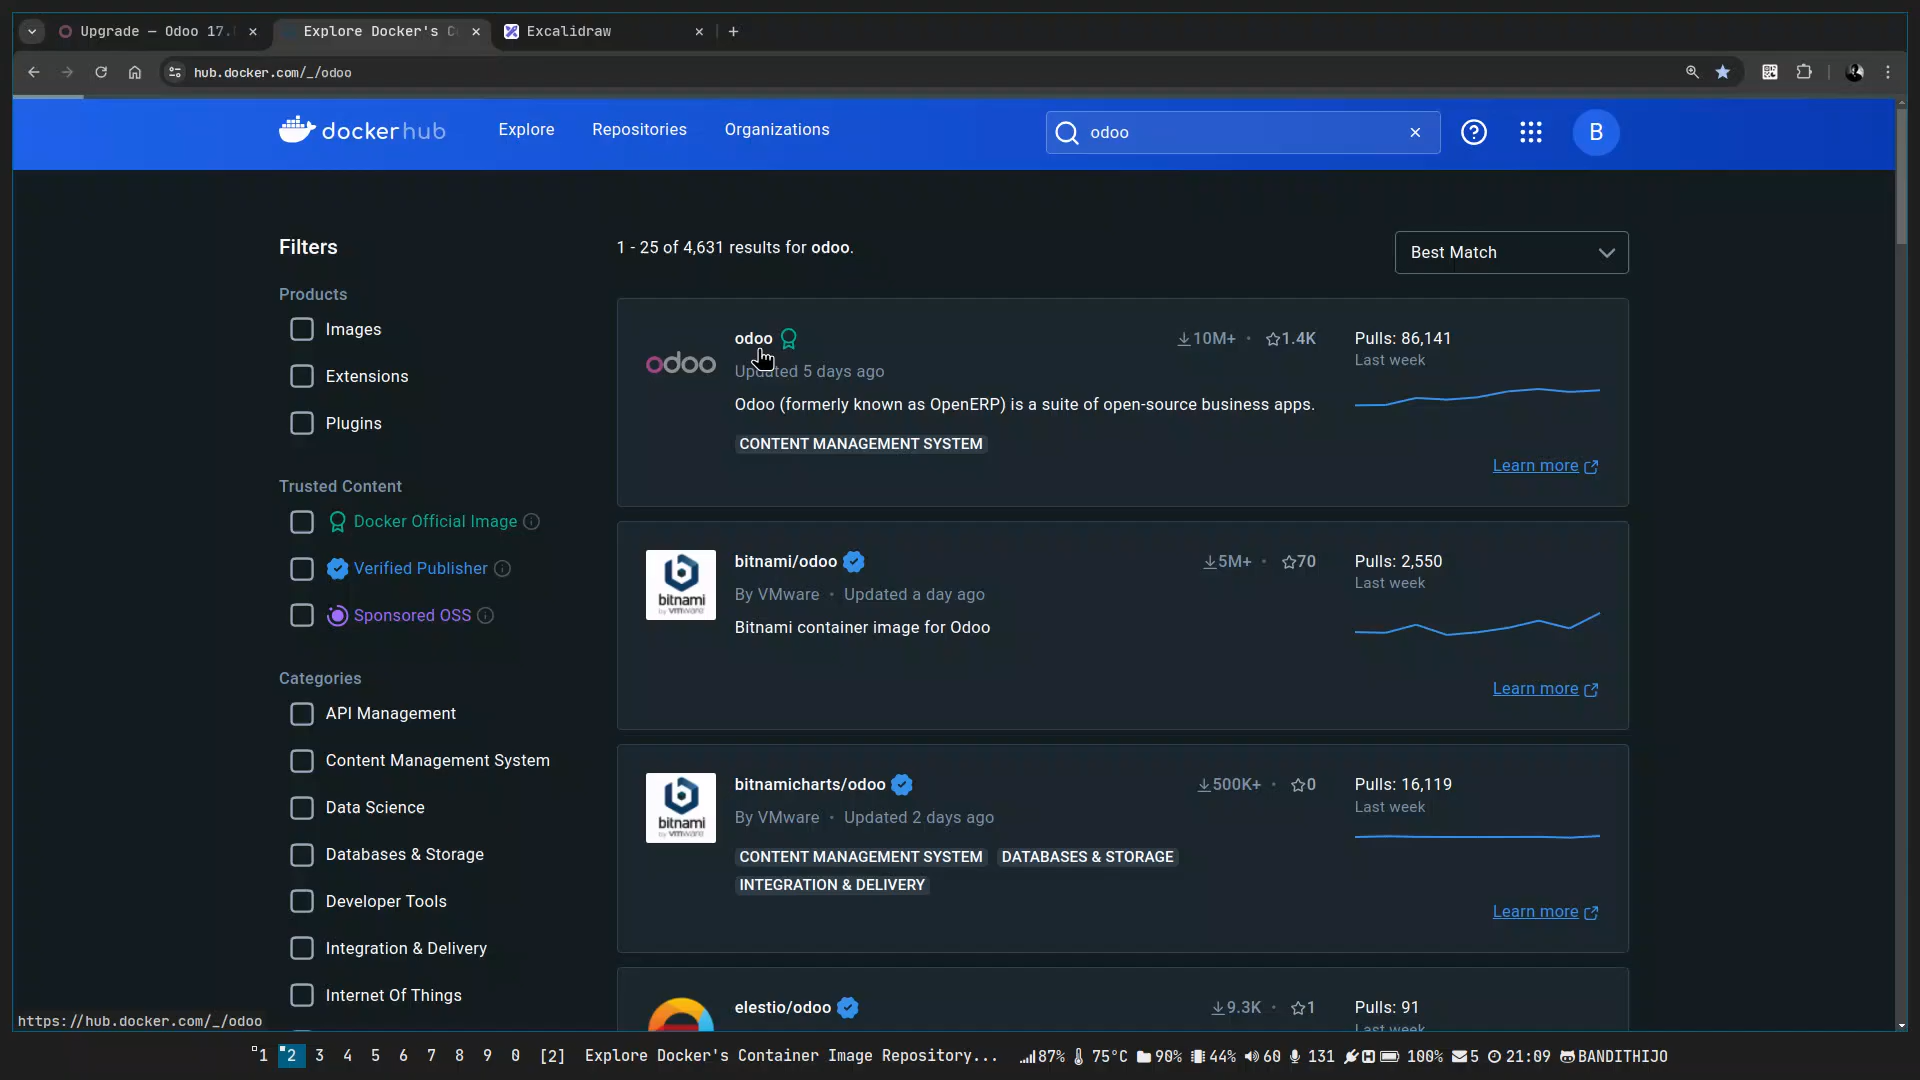 Upgrade — Odoo 17.
Explore Docker's C
Excalidraw
hub.docker.com/_/odoo
dockerhub
Explore
Repositories
Organizations
odoo
B
Filters
Products
Images
Extensions
Plugins
Trusted Content
Docker Official Image
Verified Publisher
Sponsored OSS
Categories
API Management
Content Management System
Data Science
Databases & Storage
Developer Tools
Integration & Delivery
Internet Of Things
1 - 25 of 4,631 results for odoo.
Best Match
odoo
odoo
10M+ • 1.4K
Pulls: 86,141
Last week
Updated 5 days ago
Odoo (formerly known as OpenERP) is a suite of open-source business apps.
CONTENT MANAGEMENT SYSTEM
Learn more
bitnami
by vmware
bitnami/odoo
5M+ • 70
Pulls: 2,550
Last week
By VMware • Updated a day ago
Bitnami container image for Odoo
Learn more
bitnami
by vmware
bitnamicharts/odoo
500K+ • 0
Pulls: 16,119
Last week
By VMware • Updated 2 days ago
CONTENT MANAGEMENT SYSTEM
DATABASES & STORAGE
INTEGRATION & DELIVERY
Learn more
elestio/odoo
9.3K • 1
Pulls: 91
Last week
https://hub.docker.com/_/odoo
1 2 3 4 5 6 7 8 9 0 [2] Explore Docker's Container Image Repository... 87% 75°C 90% 44% 60 131 H 100% 5 21:09 BANDITHIJO